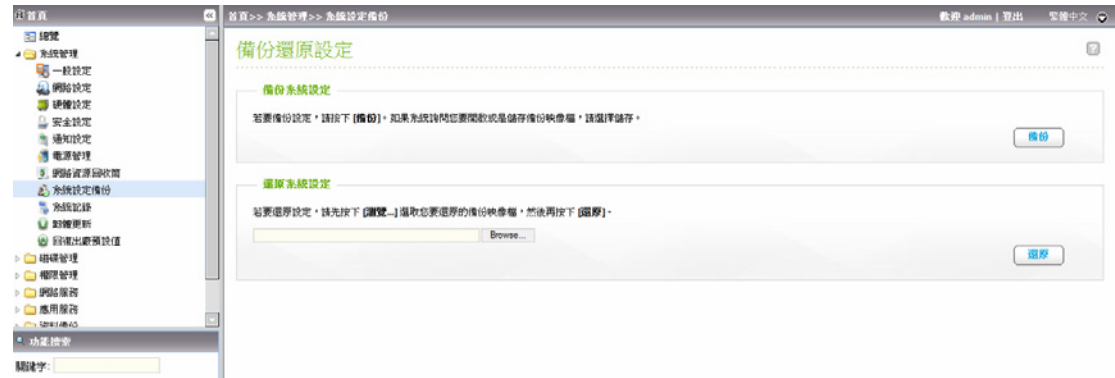 首頁
首頁>> 系統管理>> 系統設定備份
歡迎 admin | 登出
繁體中文
總覽
系統管理
一般設定
網路設定
硬體設定
安全設定
通知設定
電源管理
網路資源回收筒
系統設定備份
系統記錄
韌體更新
回復出廠預設值
磁碟管理
權限管理
網路服務
應用服務
資料備份
功能搜索
關鍵字:
備份還原設定
備份系統設定
若要備份設定，請按下 [備份]。如果系統詢問您要開啟或是儲存備份映像檔，請選擇儲存。
備份
還原系統設定
若要還原設定，請先按下 [瀏覽...] 選取您要還原的備份映像檔，然後再按下 [還原]。
Browse...
還原